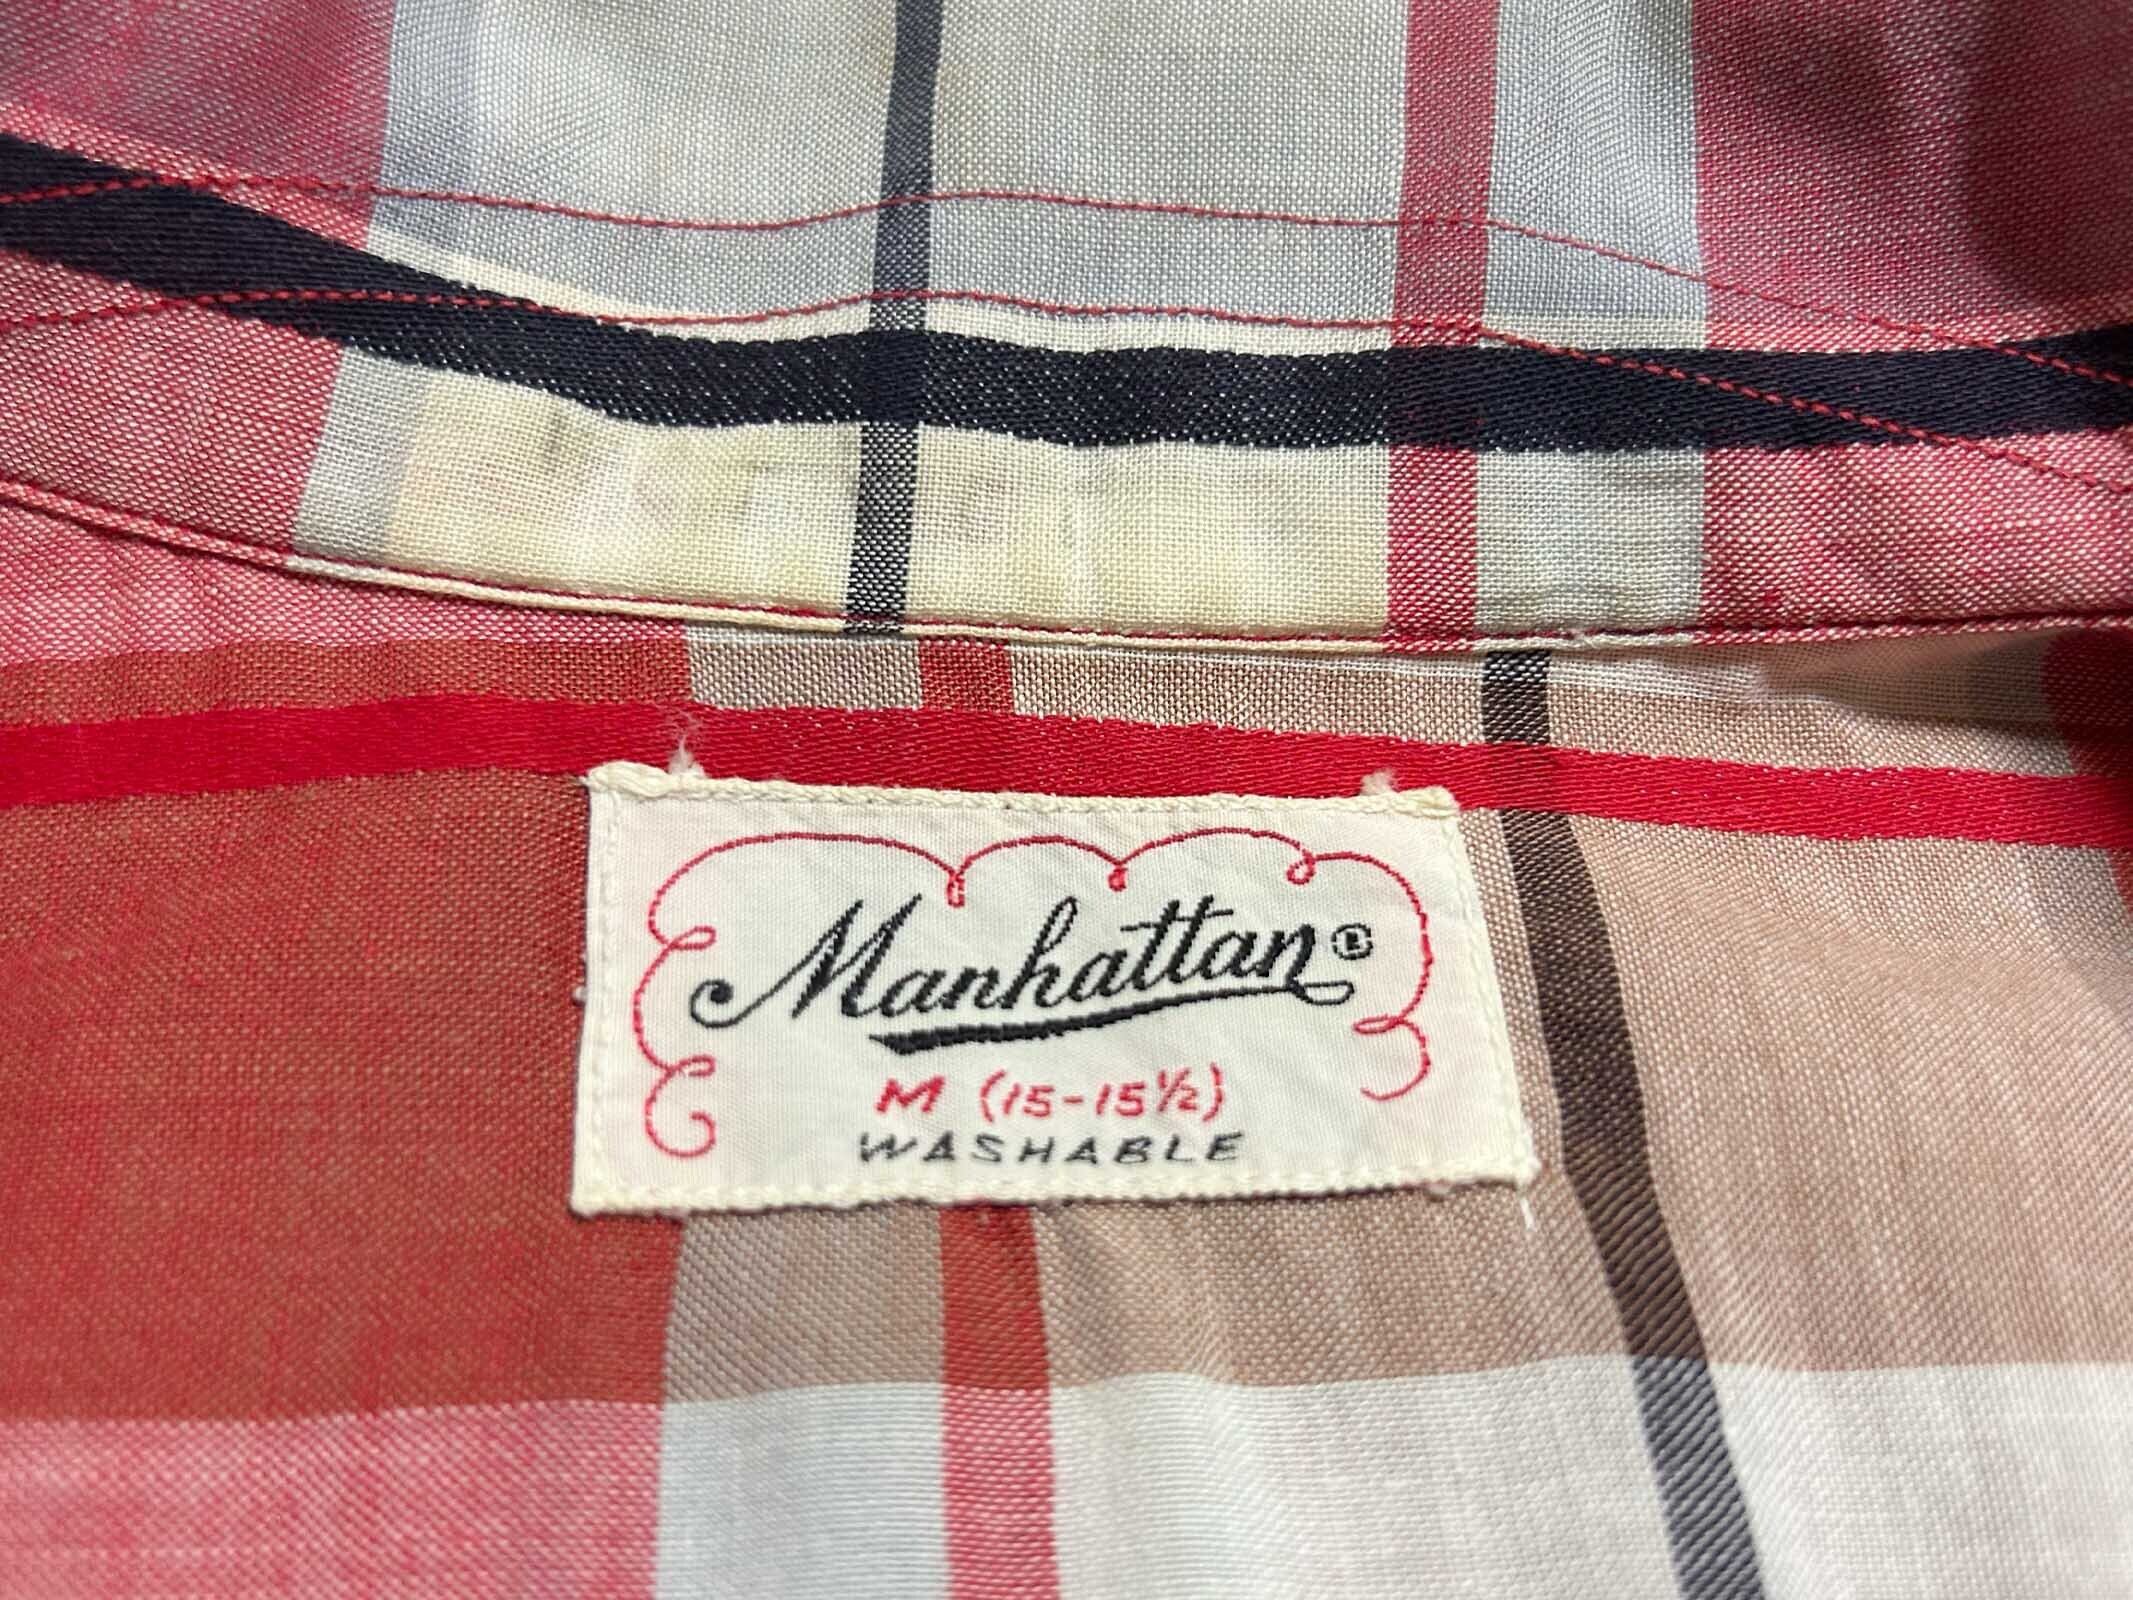 Manhattan®
M (15-15½)
WASHABLE